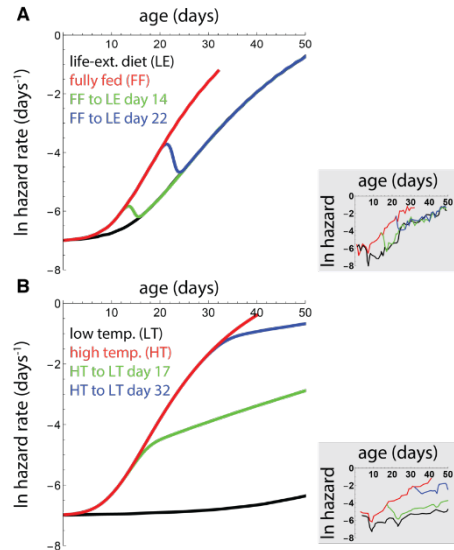 A
age (days)
0 10 20 30 40 50
life-ext. diet (LE)
fully fed (FF)
FF to LE day 14
FF to LE day 22
ln hazard rate (days⁻¹)
-2
-4
-6
-8
age (days)
10 20 30 40 50
0
-2
-4
-6
-8
ln hazard
B
age (days)
0 10 20 30 40 50
0
low temp. (LT)
high temp. (HT)
HT to LT day 17
HT to LT day 32
ln hazard rate (days⁻¹)
-2
-4
-6
-8
age (days)
10 20 30 40 50
0
-2
-4
-6
-8
ln hazard